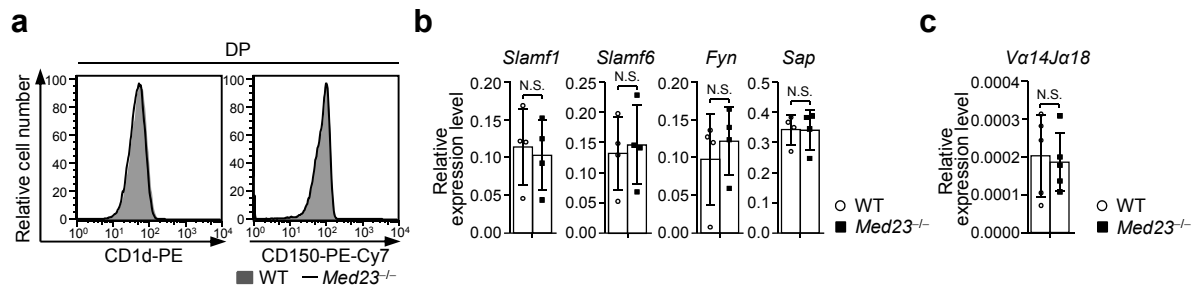 a
DP
Relative cell number
100
80
60
40
20
0
10⁰ 10¹ 10² 10³ 10⁴
CD1d-PE
100
80
60
40
20
0
10⁰ 10¹ 10² 10³ 10⁴
CD150-PE-Cy7
WT Med23⁻/⁻
b
Relative expression level
Slamf1
N.S.
0.20
0.15
0.10
0.05
0.00
Slamf6
N.S.
0.25
0.20
0.15
0.10
0.05
0.00
Fyn
N.S.
0.20
0.15
0.10
0.05
0.00
Sap
N.S.
0.5
0.4
0.3
0.2
0.1
0.0
WT
Med23⁻/⁻
c
Vα14Jα18
Relative expression level
N.S.
0.0004
0.0003
0.0002
0.0001
0.0000
WT
Med23⁻/⁻